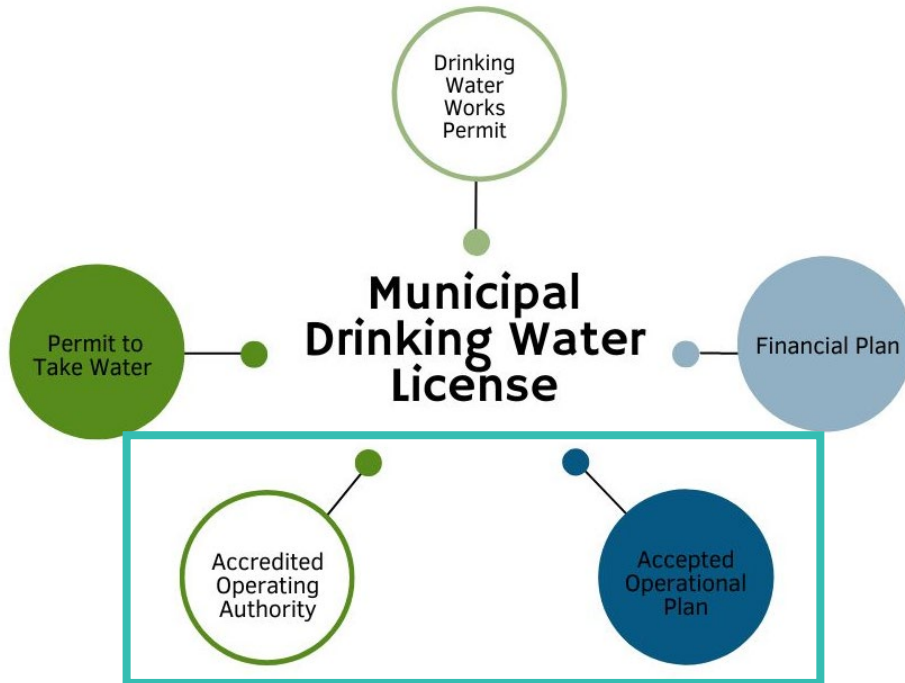 Drinking
Water
Works
Permit
Municipal
Drinking Water
License
Permit to
Take Water
Financial Plan
Accredited
Operating
Authority
Accepted
Operational
Plan